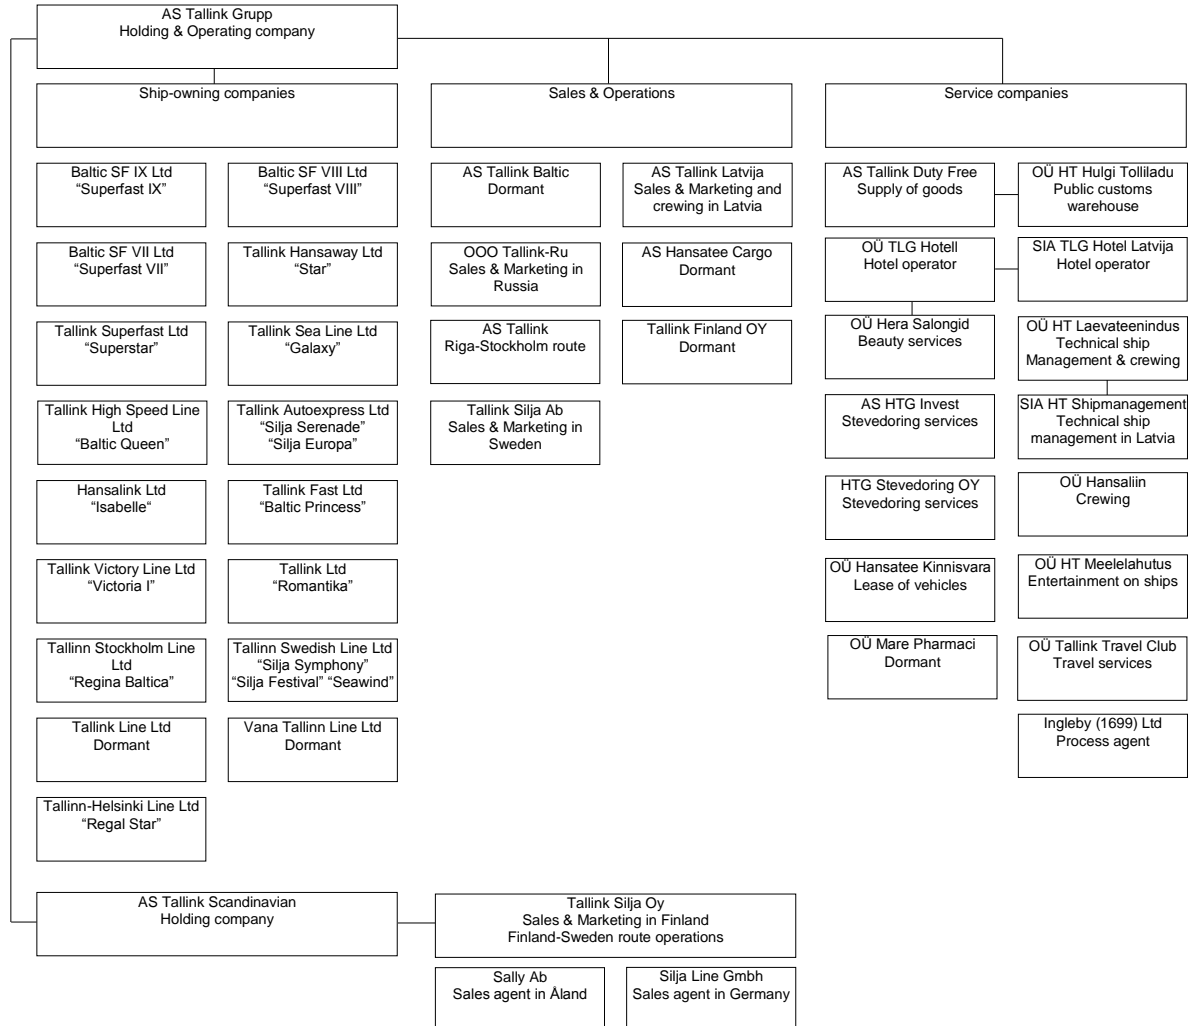 AS Tallink Grupp
Holding & Operating company
Ship-owning companies
Sales & Operations
Service companies
Baltic SF IX Ltd
“Superfast IX”
Baltic SF VIII Ltd
“Superfast VIII”
AS Tallink Baltic
Dormant
AS Tallink Latvija
Sales & Marketing and
crewing in Latvia
AS Tallink Duty Free
Supply of goods
OÜ HT Hulgi Tolliladu
Public customs
warehouse
Baltic SF VII Ltd
“Superfast VII”
Tallink Hansaway Ltd
“Star”
OOO Tallink-Ru
Sales & Marketing in
Russia
AS Hansatee Cargo
Dormant
OÜ TLG Hotell
Hotel operator
SIA TLG Hotel Latvija
Hotel operator
Tallink Superfast Ltd
“Superstar”
Tallink Sea Line Ltd
“Galaxy”
AS Tallink
Riga-Stockholm route
Tallink Finland OY
Dormant
OÜ Hera Salongid
Beauty services
OÜ HT Laevateenindus
Technical ship
Management & crewing
Tallink High Speed Line
Ltd
“Baltic Queen”
Tallink Autoexpress Ltd
“Silja Serenade”
“Silja Europa”
Tallink Silja Ab
Sales & Marketing in
Sweden
AS HTG Invest
Stevedoring services
SIA HT Shipmanagement
Technical ship
management in Latvia
Hansalink Ltd
“Isabelle“
Tallink Fast Ltd
“Baltic Princess”
HTG Stevedoring OY
Stevedoring services
OÜ Hansaliin
Crewing
Tallink Victory Line Ltd
“Victoria I”
Tallink Ltd
“Romantika”
OÜ Hansatee Kinnisvara
Lease of vehicles
OÜ HT Meelelahutus
Entertainment on ships
Tallinn Stockholm Line
Ltd
“Regina Baltica”
Tallinn Swedish Line Ltd
“Silja Symphony”
“Silja Festival” “Seawind”
OÜ Mare Pharmaci
Dormant
OÜ Tallink Travel Club
Travel services
Tallink Line Ltd
Dormant
Vana Tallinn Line Ltd
Dormant
Ingleby (1699) Ltd
Process agent
Tallinn-Helsinki Line Ltd
“Regal Star”
AS Tallink Scandinavian
Holding company
Tallink Silja Oy
Sales & Marketing in Finland
Finland-Sweden route operations
Sally Ab
Sales agent in Åland
Silja Line Gmbh
Sales agent in Germany